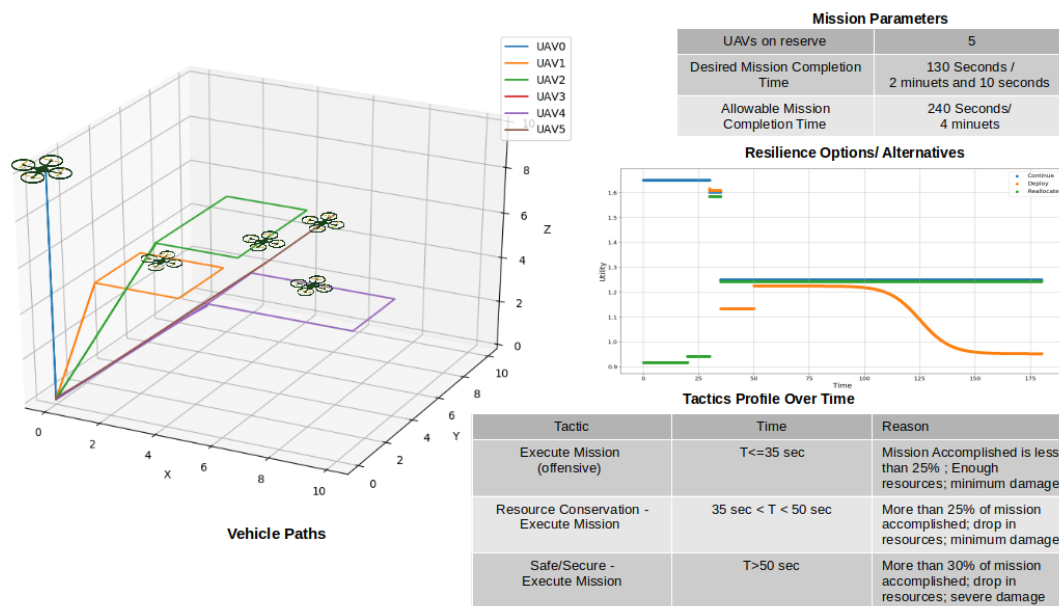 UAV0
UAV1
UAV2
UAV3
UAV4
UAV5
10
8
6
4
2
0
Z
10
8
6
4
2
0
Y
0
2
4
6
8
10
X
Vehicle Paths
Mission Parameters
UAVs on reserve
5
Desired Mission Completion
Time
130 Seconds /
2 minuets and 10 seconds
Allowable Mission
Completion Time
240 Seconds/
4 minuets
Resilience Options/ Alternatives
Continue
Deploy
Reallocate
1.6
1.5
1.4
1.3
1.2
1.1
1.0
0.9
Utility
0
25
50
75
100
125
150
175
Time
Tactics Profile Over Time
Tactic
Time
Reason
Execute Mission
(offensive)
T<=35 sec
Mission Accomplished is less
than 25% ; Enough
resources; minimum damage
Resource Conservation -
Execute Mission
35 sec < T < 50 sec
More than 25% of mission
accomplished; drop in
resources; minimum damage
Safe/Secure -
Execute Mission
T>50 sec
More than 30% of mission
accomplished; drop in
resources; severe damage